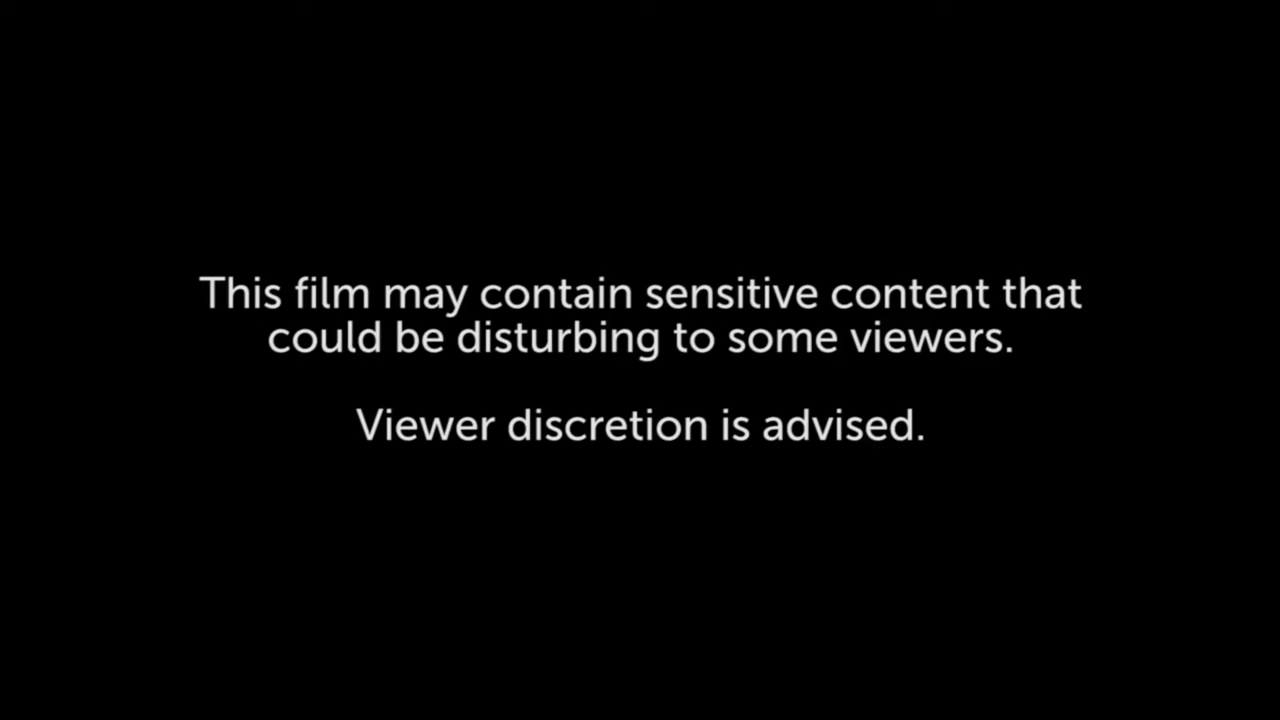 This film may contain sensitive content that
could be disturbing to some viewers.
Viewer discretion is advised.